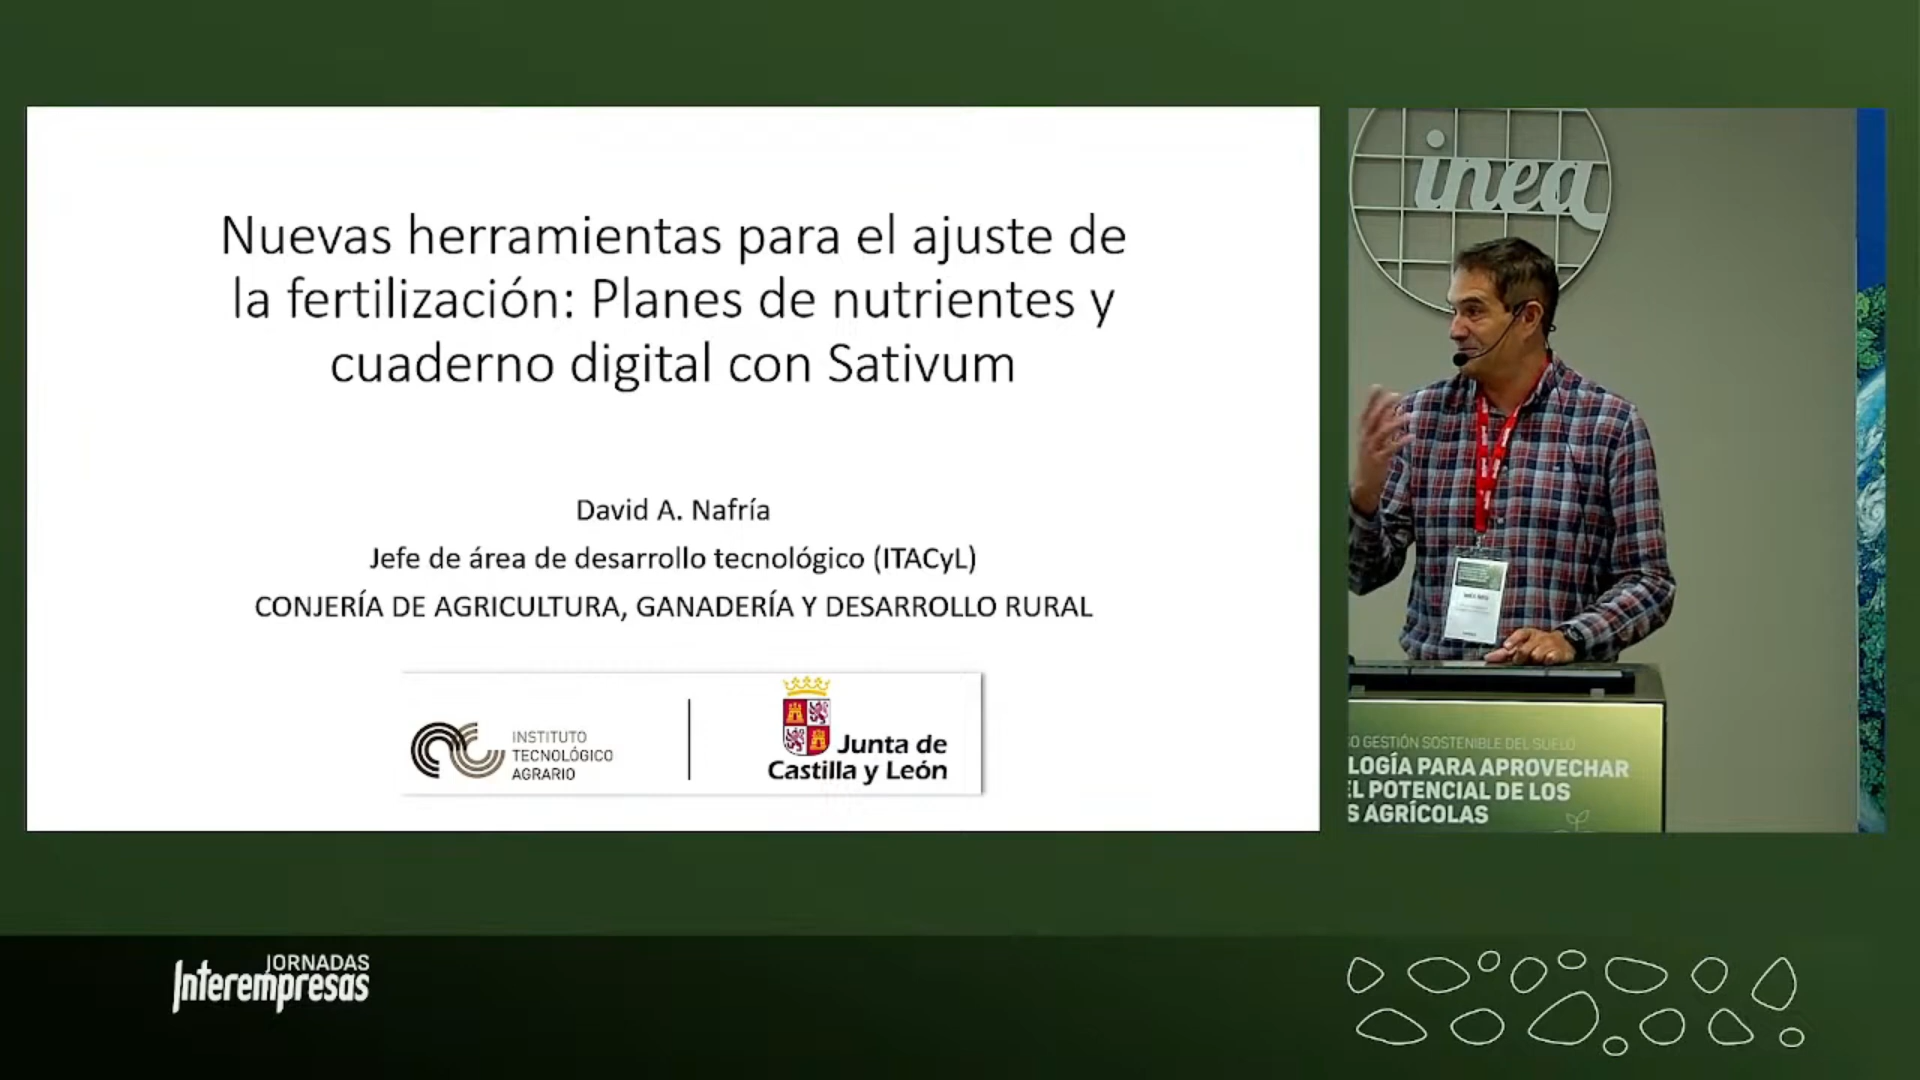 Nuevas herramientas para el ajuste de
la fertilización: Planes de nutrientes y
cuaderno digital con Sativum
David A. Nafría
Jefe de área de desarrollo tecnológico (ITACyL)
CONJERÍA DE AGRICULTURA, GANADERÍA Y DESARROLLO RURAL
INSTITUTO
TECNOLÓGICO
AGRARIO
Junta de
Castilla y León
inea
O GESTIÓN SOSTENIBLE DEL SUELO
LOGÍA PARA APROVECHAR
EL POTENCIAL DE LOS
S AGRÍCOLAS
JORNADAS
Interempresas